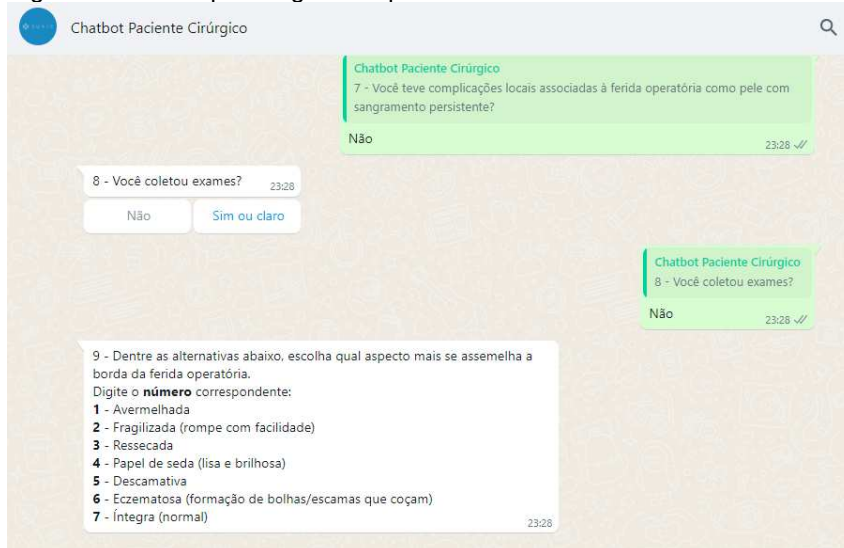 Chatbot Paciente Cirúrgico
Chatbot Paciente Cirúrgico
7 - Você teve complicações locais associadas à ferida operatória como pele com
sangramento persistente?
Não
23:28
8 - Você coletou exames?
23:28
Não
Sim ou claro
Chatbot Paciente Cirúrgico
8 - Você coletou exames?
Não
23:28
9 - Dentre as alternativas abaixo, escolha qual aspecto mais se assemelha a
borda da ferida operatória.
Digite o número correspondente:
1 - Avermelhada
2 - Fragilizada (rompe com facilidade)
3 - Ressecada
4 - Papel de seda (lisa e brilhosa)
5 - Descamativa
6 - Eczematosa (formação de bolhas/escamas que coçam)
7 - Íntegra (normal)
23:28